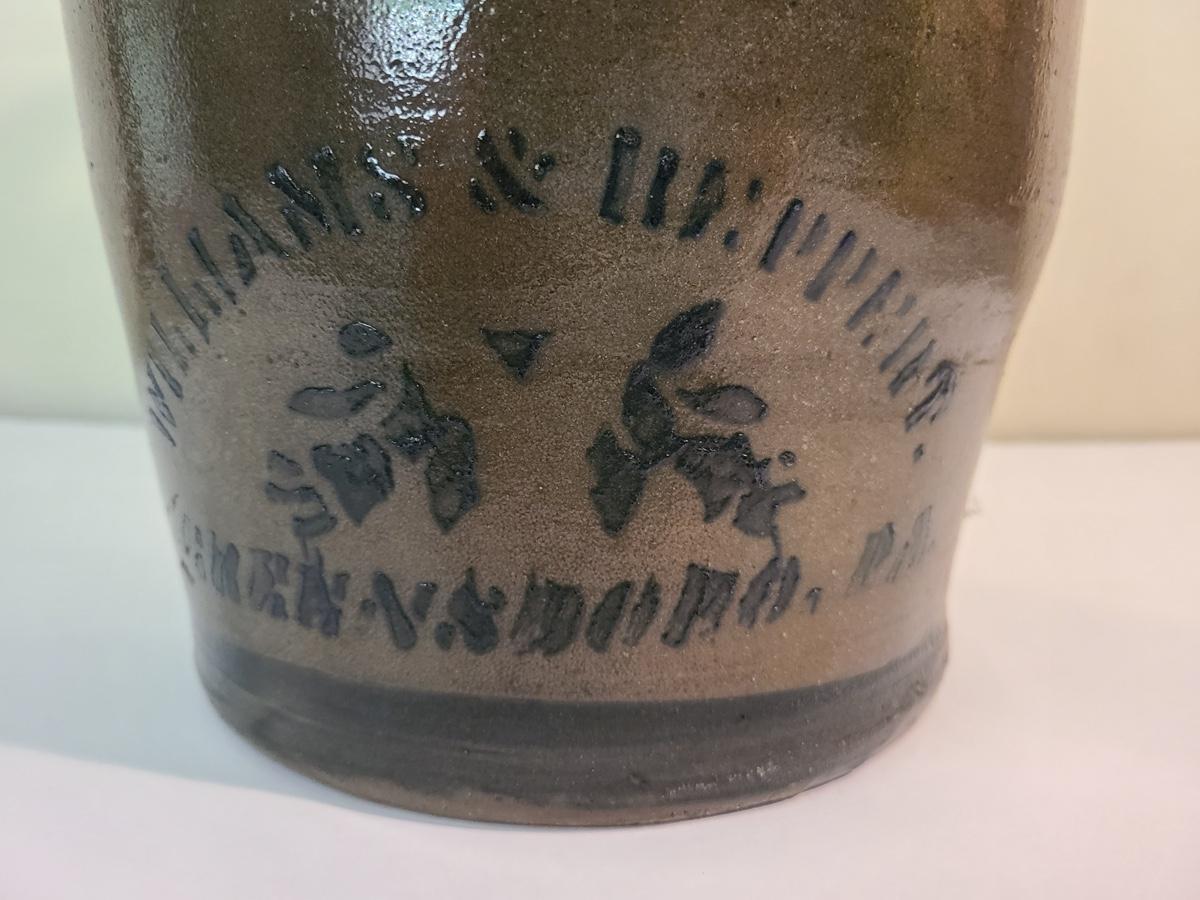 WILLIAMS & REPPERT.
GREENSBORO, PA.